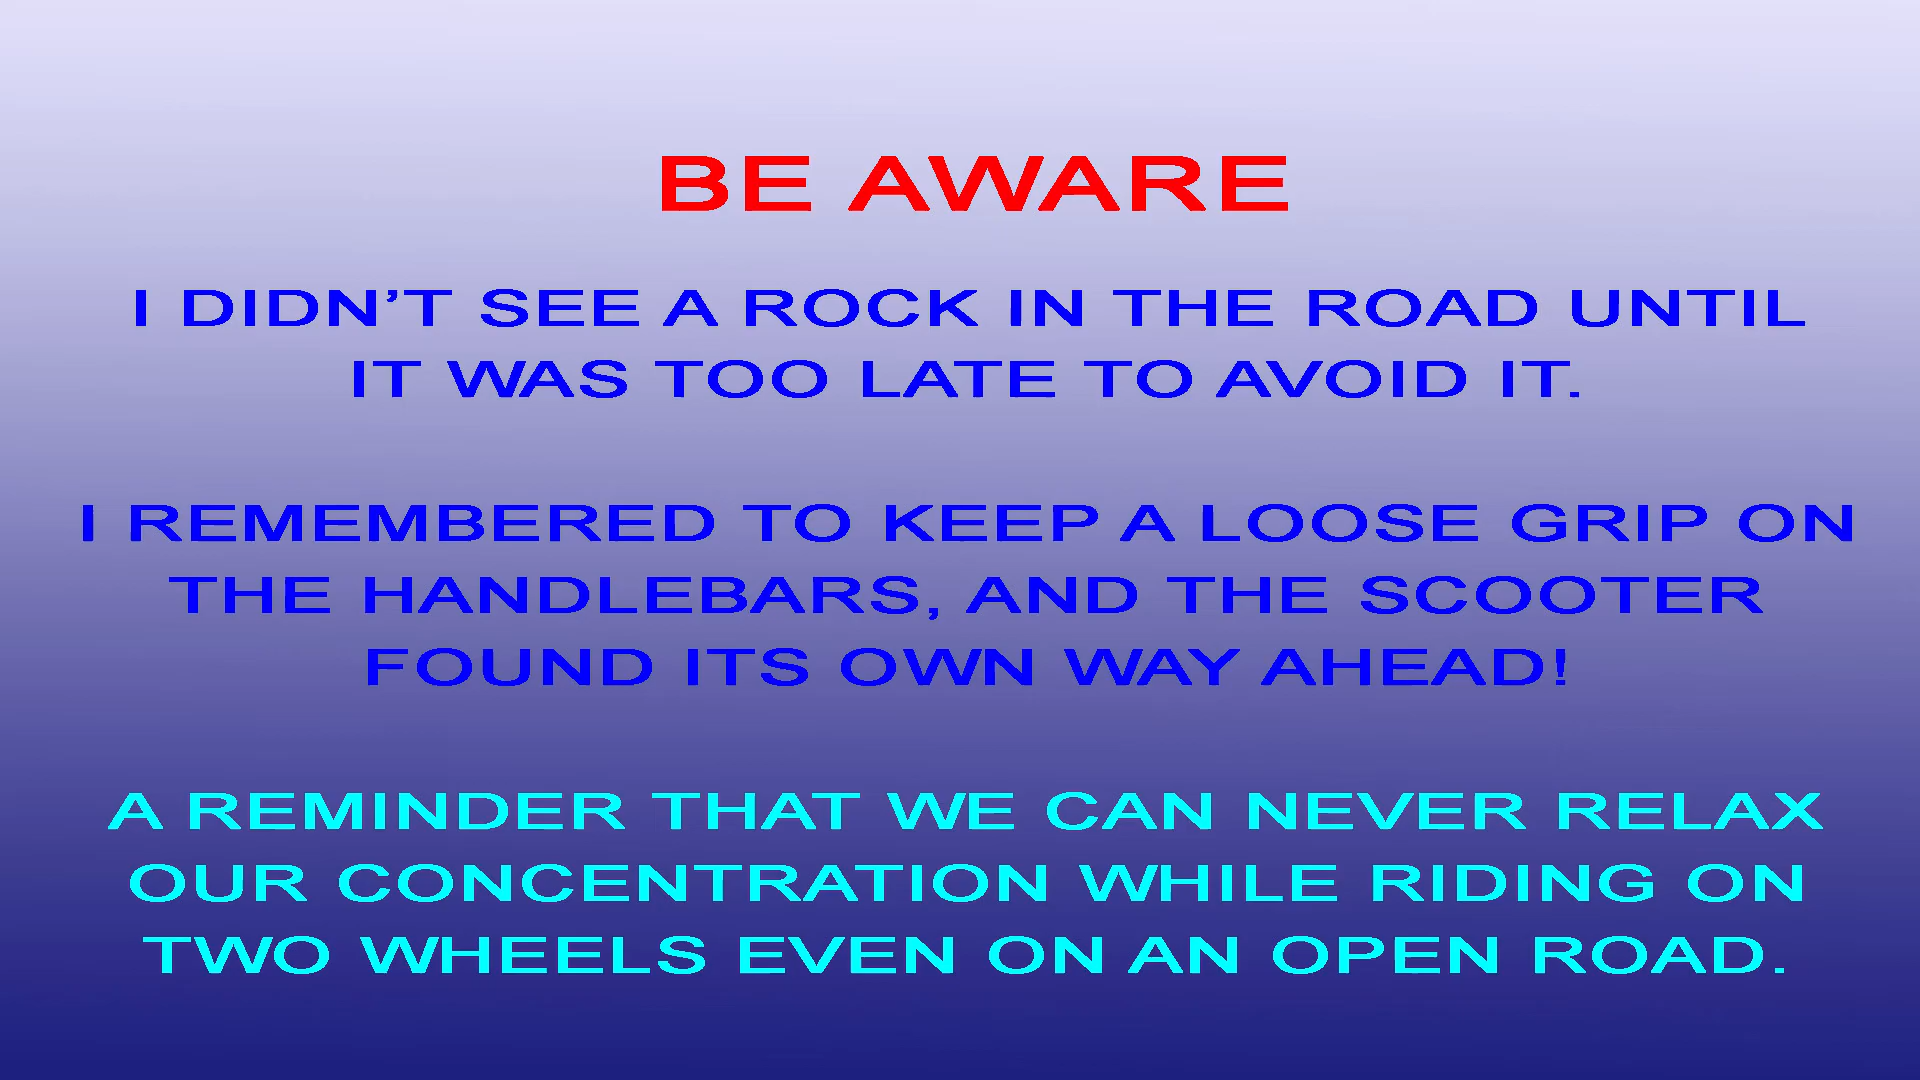 BE AWARE
I DIDN’T SEE A ROCK IN THE ROAD UNTIL
IT WAS TOO LATE TO AVOID IT.
I REMEMBERED TO KEEP A LOOSE GRIP ON
THE HANDLEBARS, AND THE SCOOTER
FOUND ITS OWN WAY AHEAD!
A REMINDER THAT WE CAN NEVER RELAX
OUR CONCENTRATION WHILE RIDING ON
TWO WHEELS EVEN ON AN OPEN ROAD.